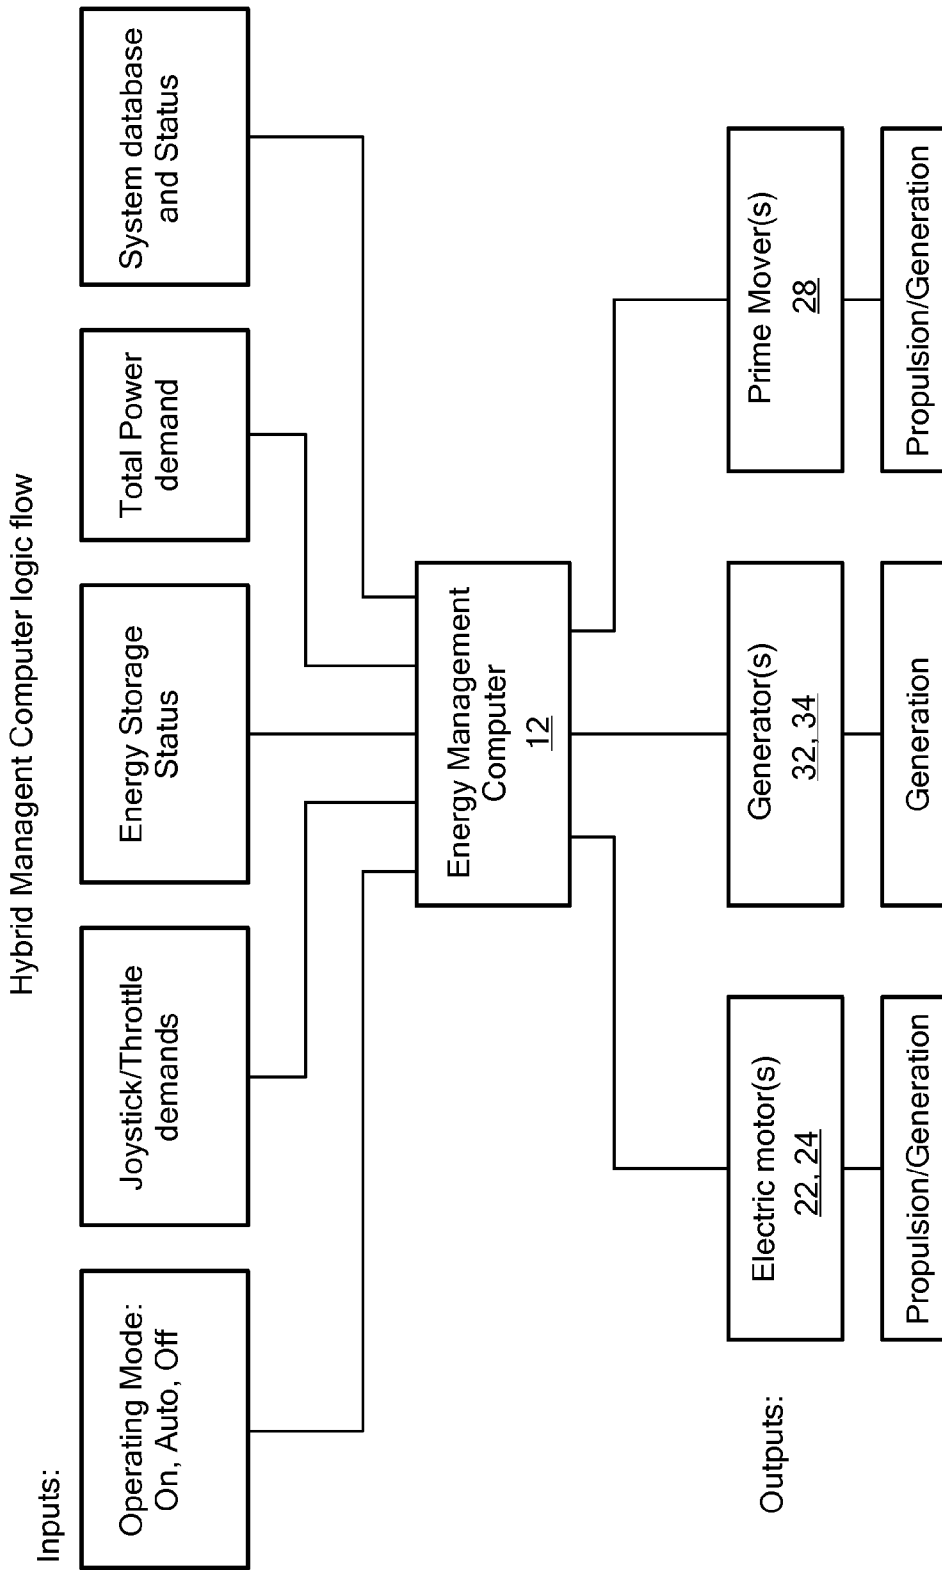 Hybrid Managent Computer logic flow
Inputs:
Operating Mode:
On, Auto, Off
Joystick/Throttle
demands
Energy Storage
Status
Total Power
demand
System database
and Status
Energy Management
Computer
12
Outputs:
Electric motor(s)
22, 24
Generator(s)
32, 34
Prime Mover(s)
28
Propulsion/Generation
Generation
Propulsion/Generation